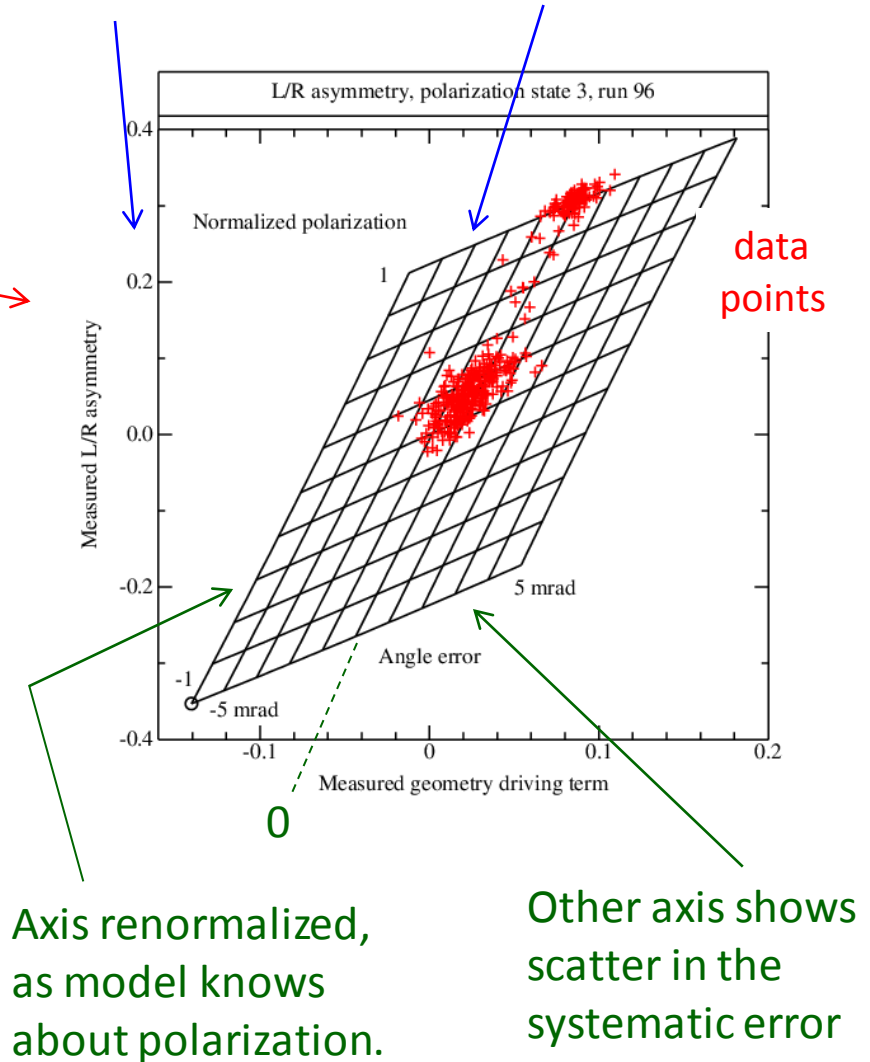 L/R asymmetry, polarization state 3, run 96
0.4
Normalized polarization
data
points
1
0.2
Measured L/R asymmetry
0.0
-0.2
5 mrad
Angle error
-1
-5 mrad
-0.4
-0.1
0
0.1
0.2
Measured geometry driving term
0
Axis renormalized,
as model knows
about polarization.
Other axis shows
scatter in the
systematic error